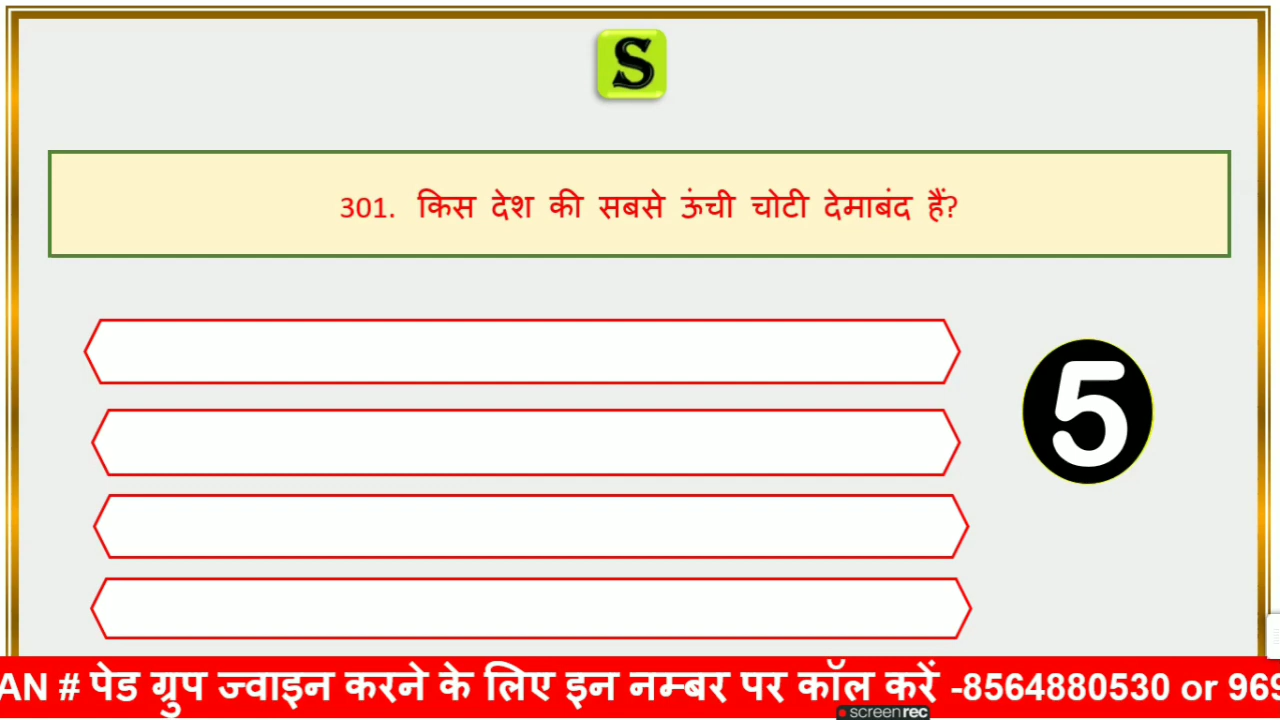 S
301. किस देश की सबसे ऊंची चोटी देमाबंद हैं?
5
AN # पेड ग्रुप ज्वाइन करने के लिए इन नम्बर पर कॉल करें -8564880530 or 969
screenrec